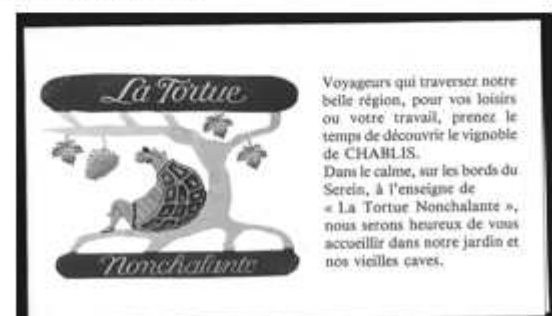 La Tortue
Nonchalante
Voyageurs qui traversez notre
belle région, pour vos loisirs
ou votre travail, prenez le
temps de découvrir le vignoble
de CHABLIS.
Dans le calme, sur les bords du
Serein, à l'enseigne de
« La Tortue Nonchalante »,
nous serons heureux de vous
accueillir dans notre jardin et
nos vieilles caves.